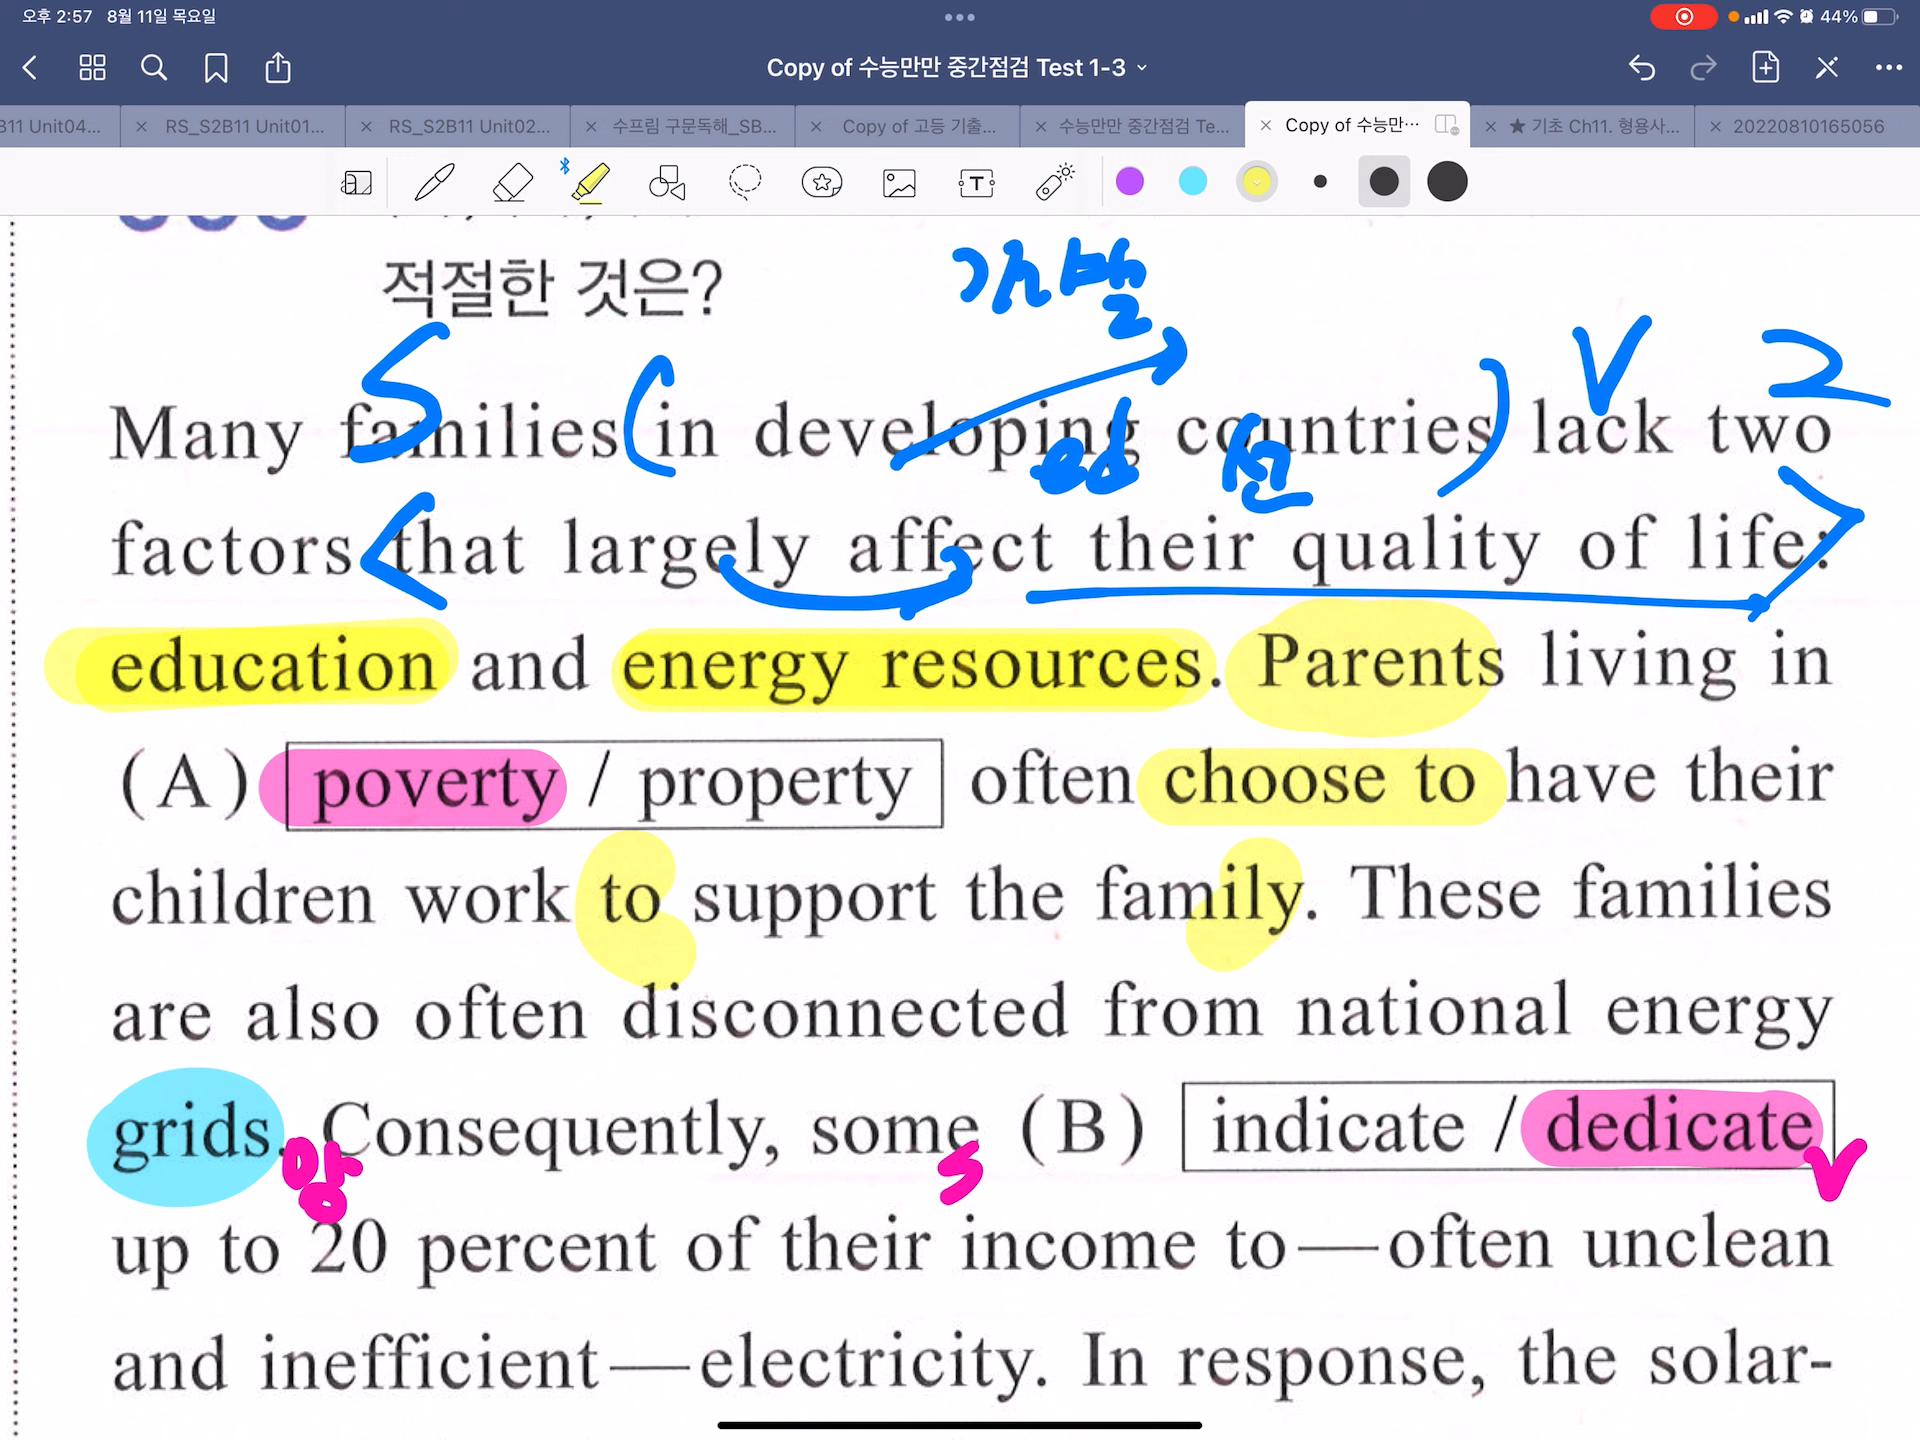 오후 2:57 8월 11일 목요일
44%
Copy of 수능만만 중간점검 Test 1-3
B11 Unit04... × RS_S2B11 Unit01... × RS_S2B11 Unit02... × 수프림 구문독해_SB... × Copy of 고등 기출... × 수능만만 중간점검 Te... × Copy of 수능만... × ★ 기초 Ch11. 형용사... × 20220810165056
적절한 것은?
S V 2
Many families (in developing countries) lack two
ed 선
factors <that largely affect their quality of life:>
education and energy resources. Parents living in
(A) poverty / property often choose to have their
children work to support the family. These families
are also often disconnected from national energy
grids. Consequently, some (B) indicate / dedicate
망 S V
up to 20 percent of their income to—often unclean
and inefficient—electricity. In response, the solar-